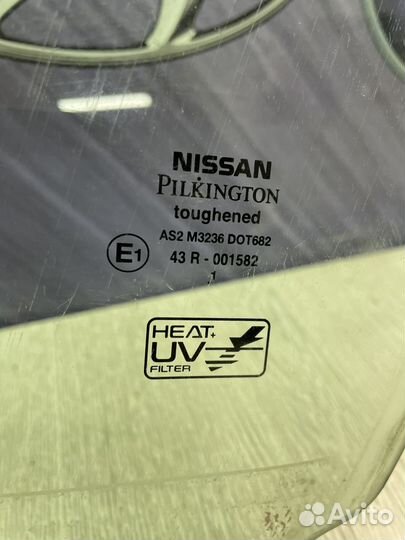 NISSAN
PILKINGTON
toughened
AS2 M3236 DOT682
E1 43 R - 001582
.1
HEAT+
UV
FILTER
Avito